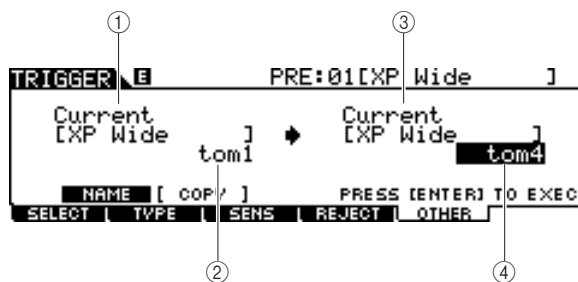 ① ③
TRIGGER E PRE:01[XP Wide ]
Current Current
[XP Wide ] [XP Wide ]
tom1 tom4
NAME [ COPY ] PRESS [ENTER] TO EXEC
SELECT TYPE SENS REJECT OTHER
② ④